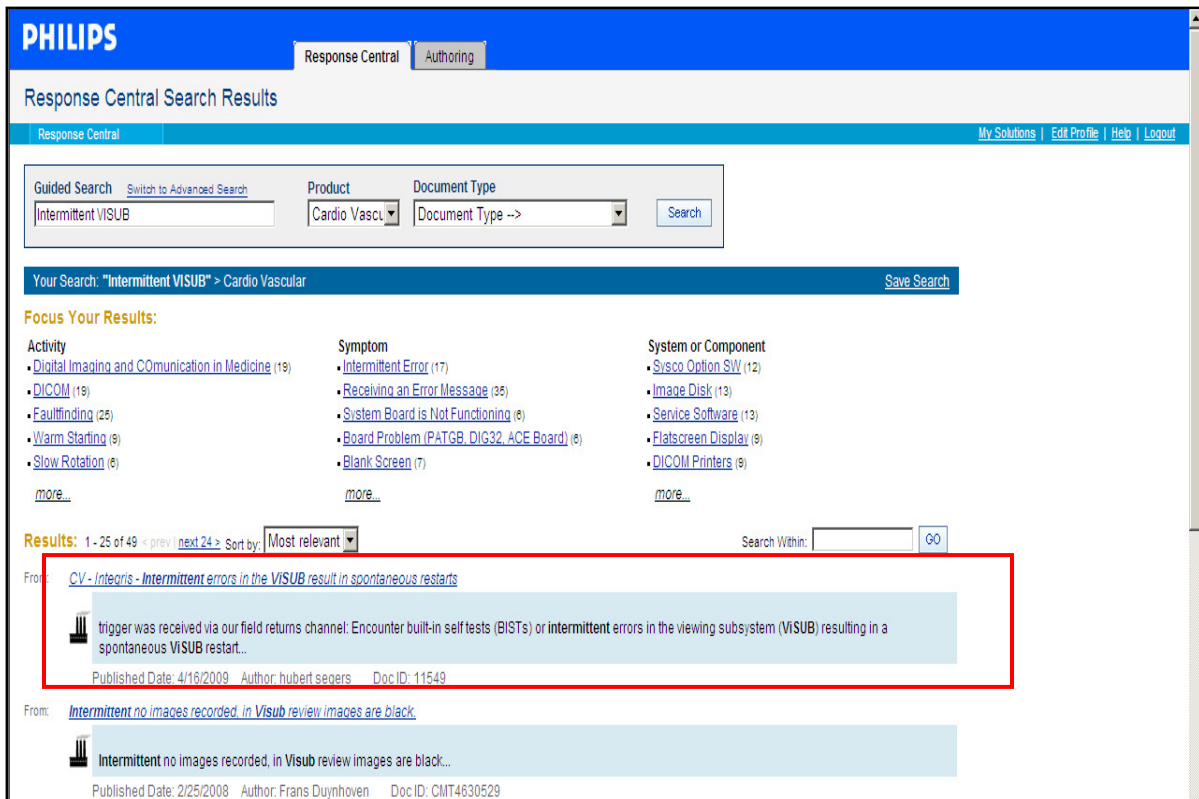 PHILIPS
Response Central Authoring
Response Central Search Results
Response Central My Solutions | Edit Profile | Help | Logout
Guided Search Switch to Advanced Search Product Document Type
Intermittent VISUB Cardio Vascu Document Type --> Search
Your Search: "Intermittent VISUB" > Cardio Vascular Save Search
Focus Your Results:
Activity Symptom System or Component
Digital Imaging and COmunication in Medicine (19) Intermittent Error (17) Sysco Option SW (12)
DICOM (19) Receiving an Error Message (35) Image Disk (13)
Faultfinding (25) System Board is Not Functioning (6) Service Software (13)
Warm Starting (9) Board Problem (PATGB, DIG32, ACE Board) (6) Flatscreen Display (9)
Slow Rotation (6) Blank Screen (7) DICOM Printers (9)
more... more... more...
Results: 1 - 25 of 49 < prev | next 24 > Sort by: Most relevant Search Within: GO
From: CV - Integris - Intermittent errors in the ViSUB result in spontaneous restarts
trigger was received via our field returns channel: Encounter built-in self tests (BISTs) or intermittent errors in the viewing subsystem (ViSUB) resulting in a
spontaneous ViSUB restart...
Published Date: 4/16/2009 Author: hubert segers Doc ID: 11549
From: Intermittent no images recorded, in Visub review images are black.
Intermittent no images recorded, in Visub review images are black...
Published Date: 2/25/2008 Author: Frans Duynhoven Doc ID: CMT4630529